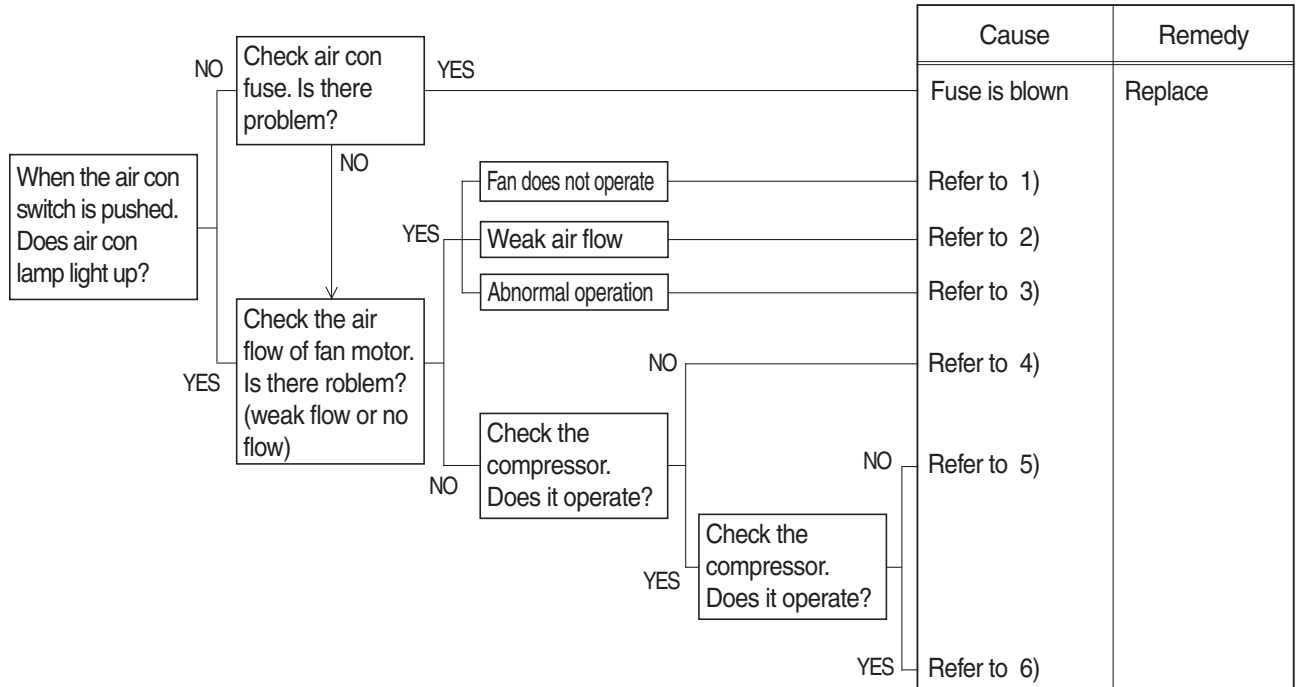 Cause
Remedy
NO
Check air con
fuse. Is there
problem?
YES
Fuse is blown
Replace
NO
When the air con
switch is pushed.
Does air con
lamp light up?
YES
Check the air
flow of fan motor.
Is there roblem?
(weak flow or no
flow)
YES
Fan does not operate
Refer to 1)
Weak air flow
Refer to 2)
Abnormal operation
Refer to 3)
NO
Check the
compressor.
Does it operate?
NO
Refer to 4)
YES
Check the
compressor.
Does it operate?
NO
Refer to 5)
YES
Refer to 6)